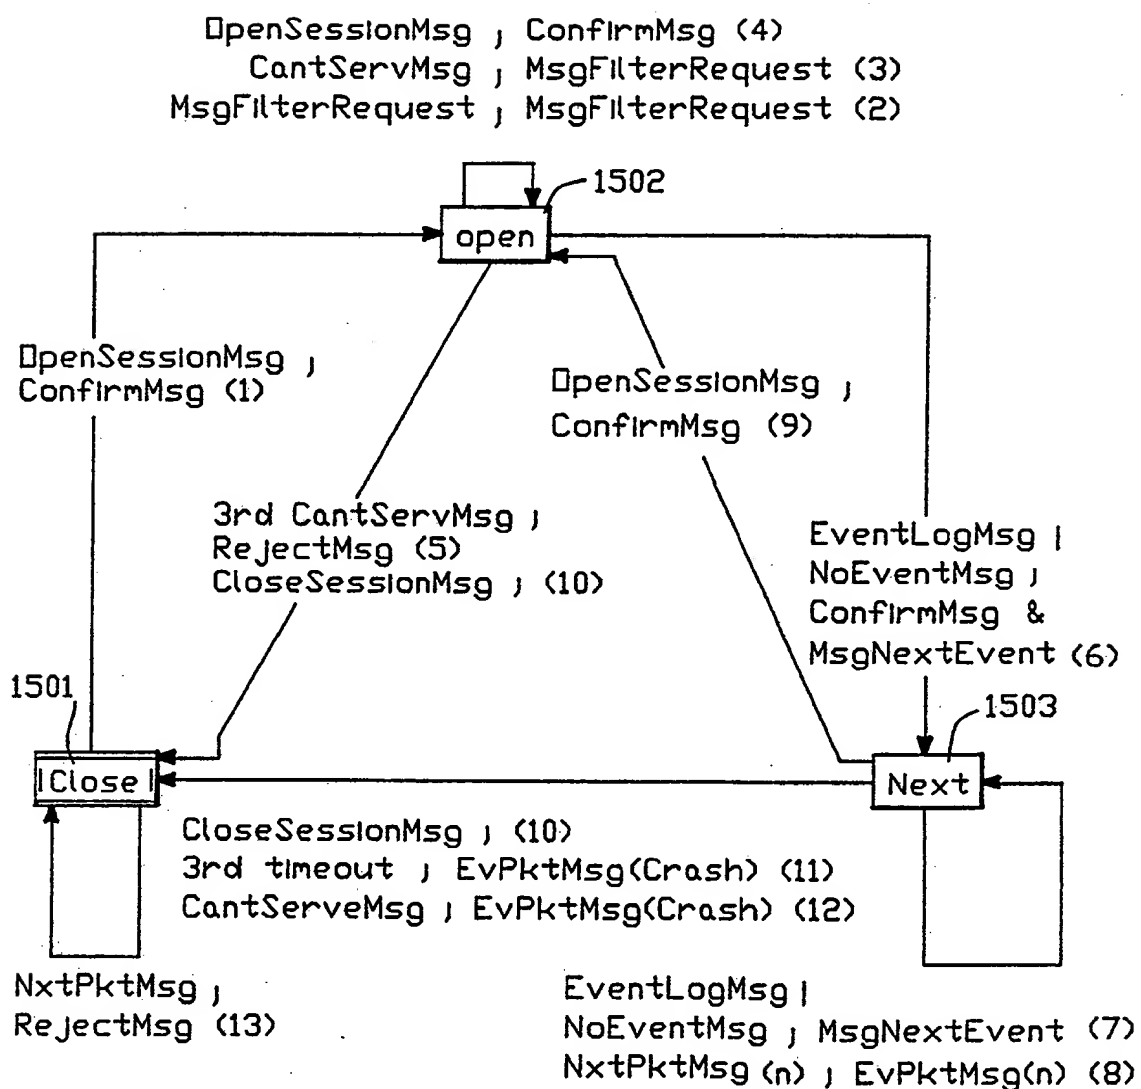 OpenSessionMsg ; ConfirmMsg (4)
CantServMsg ; MsgFilterRequest (3)
MsgFilterRequest ; MsgFilterRequest (2)
1502
open
OpenSessionMsg ;
ConfirmMsg (1)
OpenSessionMsg ;
ConfirmMsg (9)
3rd CantServMsg ;
RejectMsg (5)
CloseSessionMsg ; (10)
EventLogMsg |
NoEventMsg ;
ConfirmMsg &
MsgNextEvent (6)
1501
1503
|Close|
Next
CloseSessionMsg ; (10)
3rd timeout ; EvPktMsg(Crash) (11)
CantServeMsg ; EvPktMsg(Crash) (12)
NxtPktMsg ;
RejectMsg (13)
EventLogMsg |
NoEventMsg ; MsgNextEvent (7)
NxtPktMsg (n) ; EvPktMsg(n) (8)